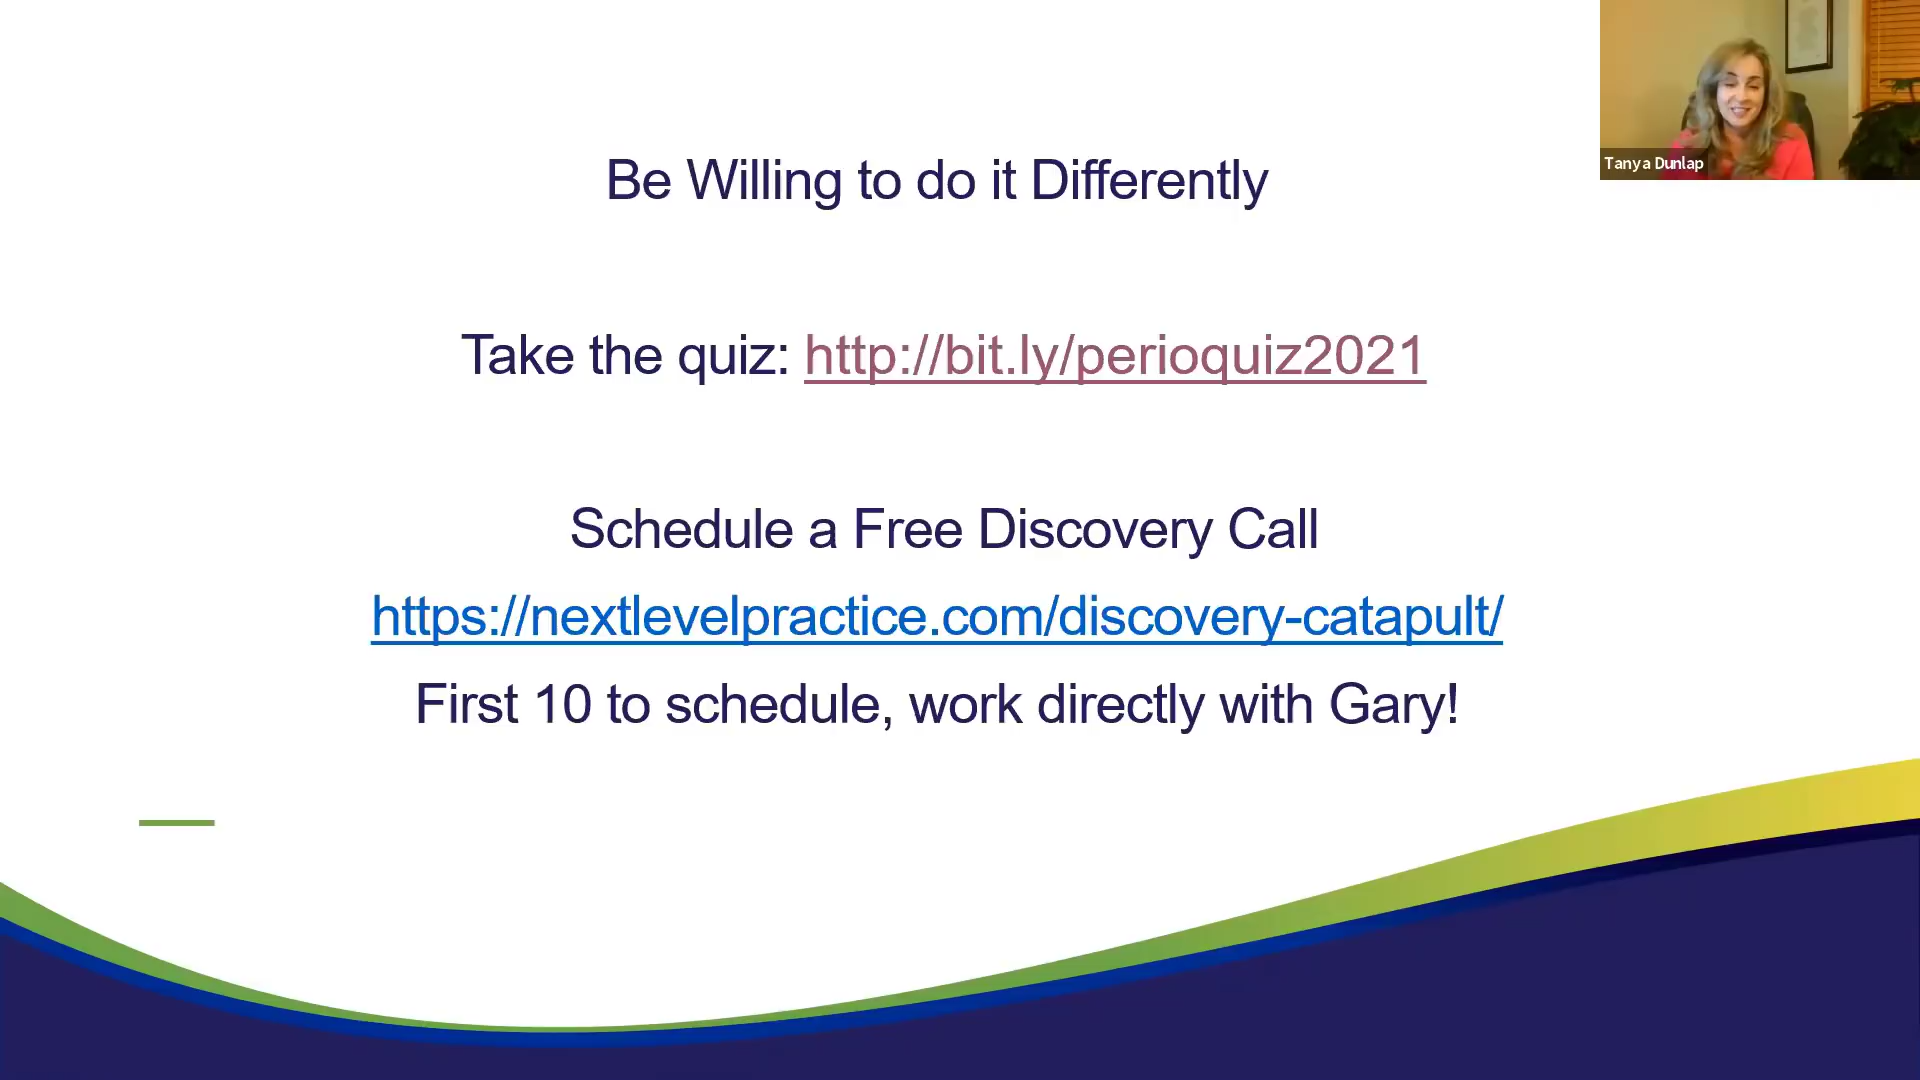 Be Willing to do it Differently
Take the quiz: http://bit.ly/perioquiz2021
Schedule a Free Discovery Call
https://nextlevelpractice.com/discovery-catapult/
First 10 to schedule, work directly with Gary!
Tanya Dunlap